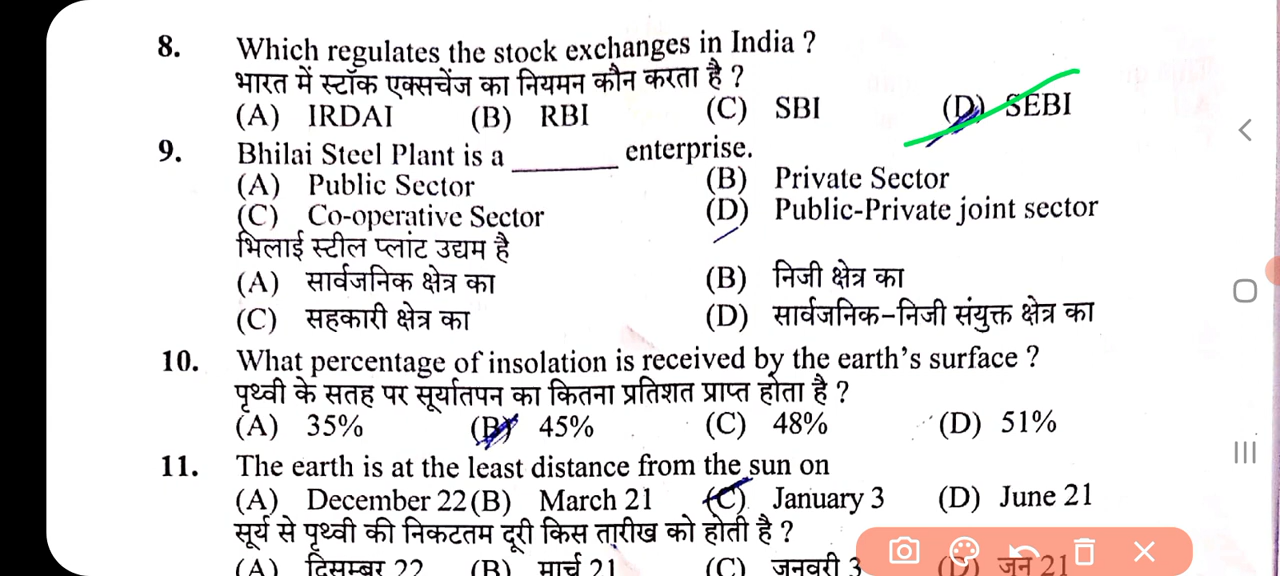 8. Which regulates the stock exchanges in India ?
भारत में स्टॉक एक्सचेंज का नियमन कौन करता है ?
(A) IRDAI (B) RBI (C) SBI (D) SEBI
9. Bhilai Steel Plant is a ________ enterprise.
(A) Public Sector (B) Private Sector
(C) Co-operative Sector (D) Public-Private joint sector
भिलाई स्टील प्लांट उद्यम है
(A) सार्वजनिक क्षेत्र का (B) निजी क्षेत्र का
(C) सहकारी क्षेत्र का (D) सार्वजनिक-निजी संयुक्त क्षेत्र का
10. What percentage of insolation is received by the earth's surface ?
पृथ्वी के सतह पर सूर्यातपन का कितना प्रतिशत प्राप्त होता है ?
(A) 35% (B) 45% (C) 48% (D) 51%
11. The earth is at the least distance from the sun on
(A) December 22 (B) March 21 (C) January 3 (D) June 21
सूर्य से पृथ्वी की निकटतम दूरी किस तारीख को होती है ?
(A) दिसम्बर 22 (B) मार्च 21 (C) जनवरी 3 (D) जून 21